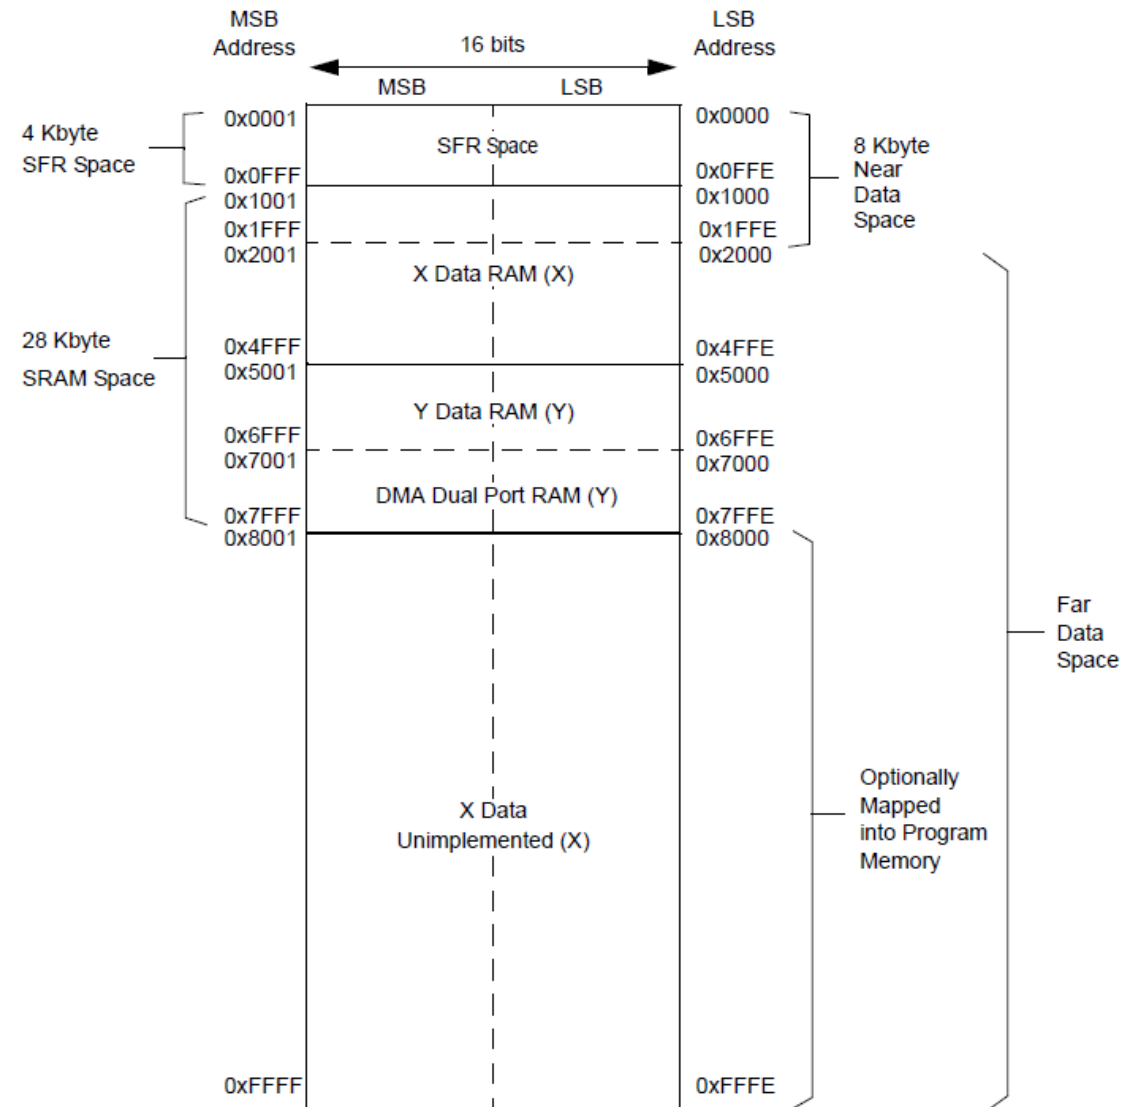 MSB
Address
16 bits
LSB
Address
MSB
LSB
4 Kbyte
SFR Space
0x0001
0x0FFF
0x1001
0x1FFF
0x2001
SFR Space
0x0000
0x0FFE
0x1000
0x1FFE
0x2000
8 Kbyte
Near
Data
Space
X Data RAM (X)
28 Kbyte
SRAM Space
0x4FFF
0x5001
0x4FFE
0x5000
Y Data RAM (Y)
0x6FFF
0x7001
0x6FFE
0x7000
DMA Dual Port RAM (Y)
0x7FFF
0x8001
0x7FFE
0x8000
Far
Data
Space
X Data
Unimplemented (X)
Optionally
Mapped
into Program
Memory
0xFFFF
0xFFFE